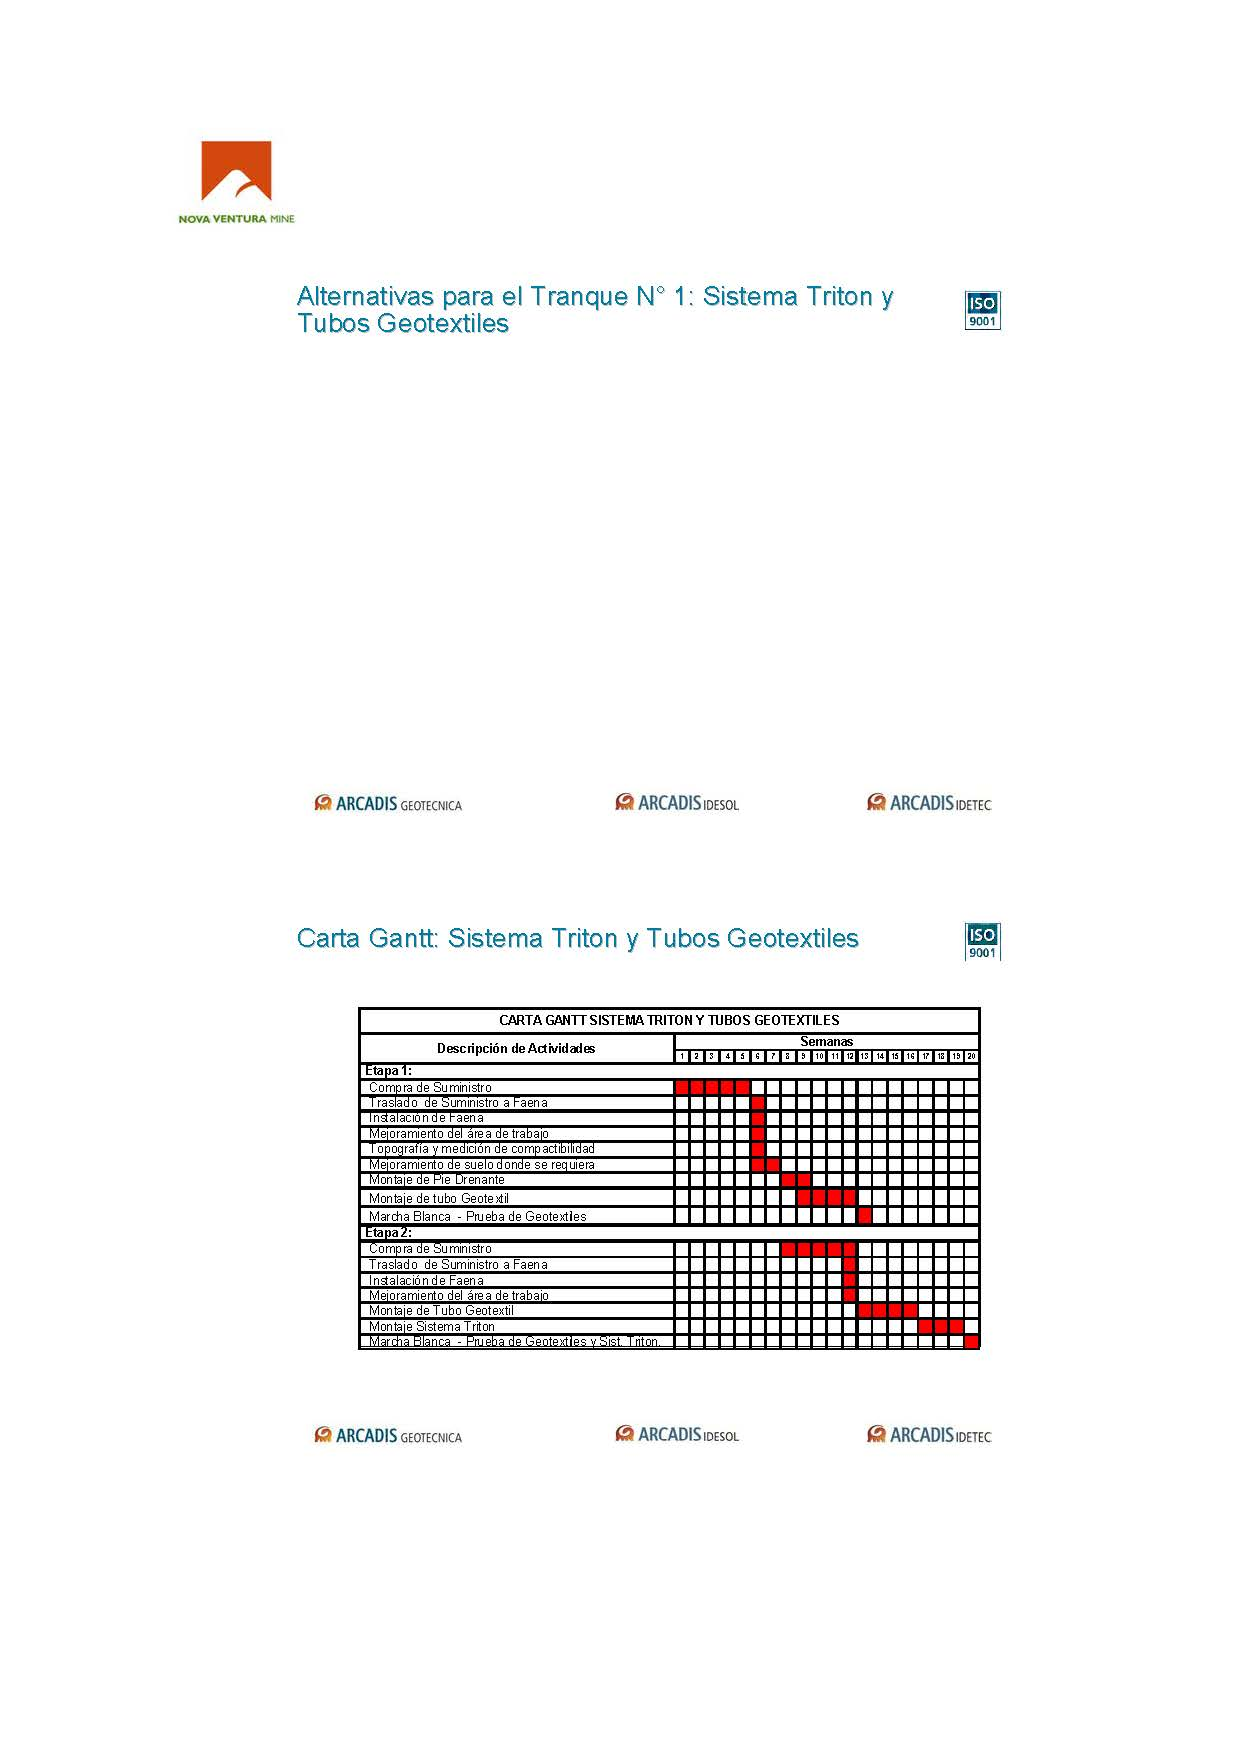 NOVA VENTURA MINE
Alternativas para el Tranque N° 1: Sistema Triton y
Tubos Geotextiles
ISO
9001
ARCADIS GEOTECNICA
ARCADIS IDESOL
ARCADIS IDETEC
Carta Gantt: Sistema Triton y Tubos Geotextiles
ISO
9001
CARTA GANTT SISTEMA TRITON Y TUBOS GEOTEXTILES
Descripción de Actividades
Semanas
1 2 3 4 5 6 7 8 9 10 11 12 13 14 15 16 17 18 19 20
Etapa 1:
Compra de Suministro
Traslado de Suministro a Faena
Instalación de Faena
Mejoramiento del área de trabajo
Topografía y medición de compactibilidad
Mejoramiento de suelo donde se requiera
Montaje de Pie Drenante
Montaje de tubo Geotextil
Marcha Blanca - Prueba de Geotextiles
Etapa 2:
Compra de Suministro
Traslado de Suministro a Faena
Instalación de Faena
Mejoramiento del área de trabajo
Montaje de Tubo Geotextil
Montaje Sistema Triton
Marcha Blanca - Prueba de Geotextiles y Sist. Triton.
ARCADIS GEOTECNICA
ARCADIS IDESOL
ARCADIS IDETEC